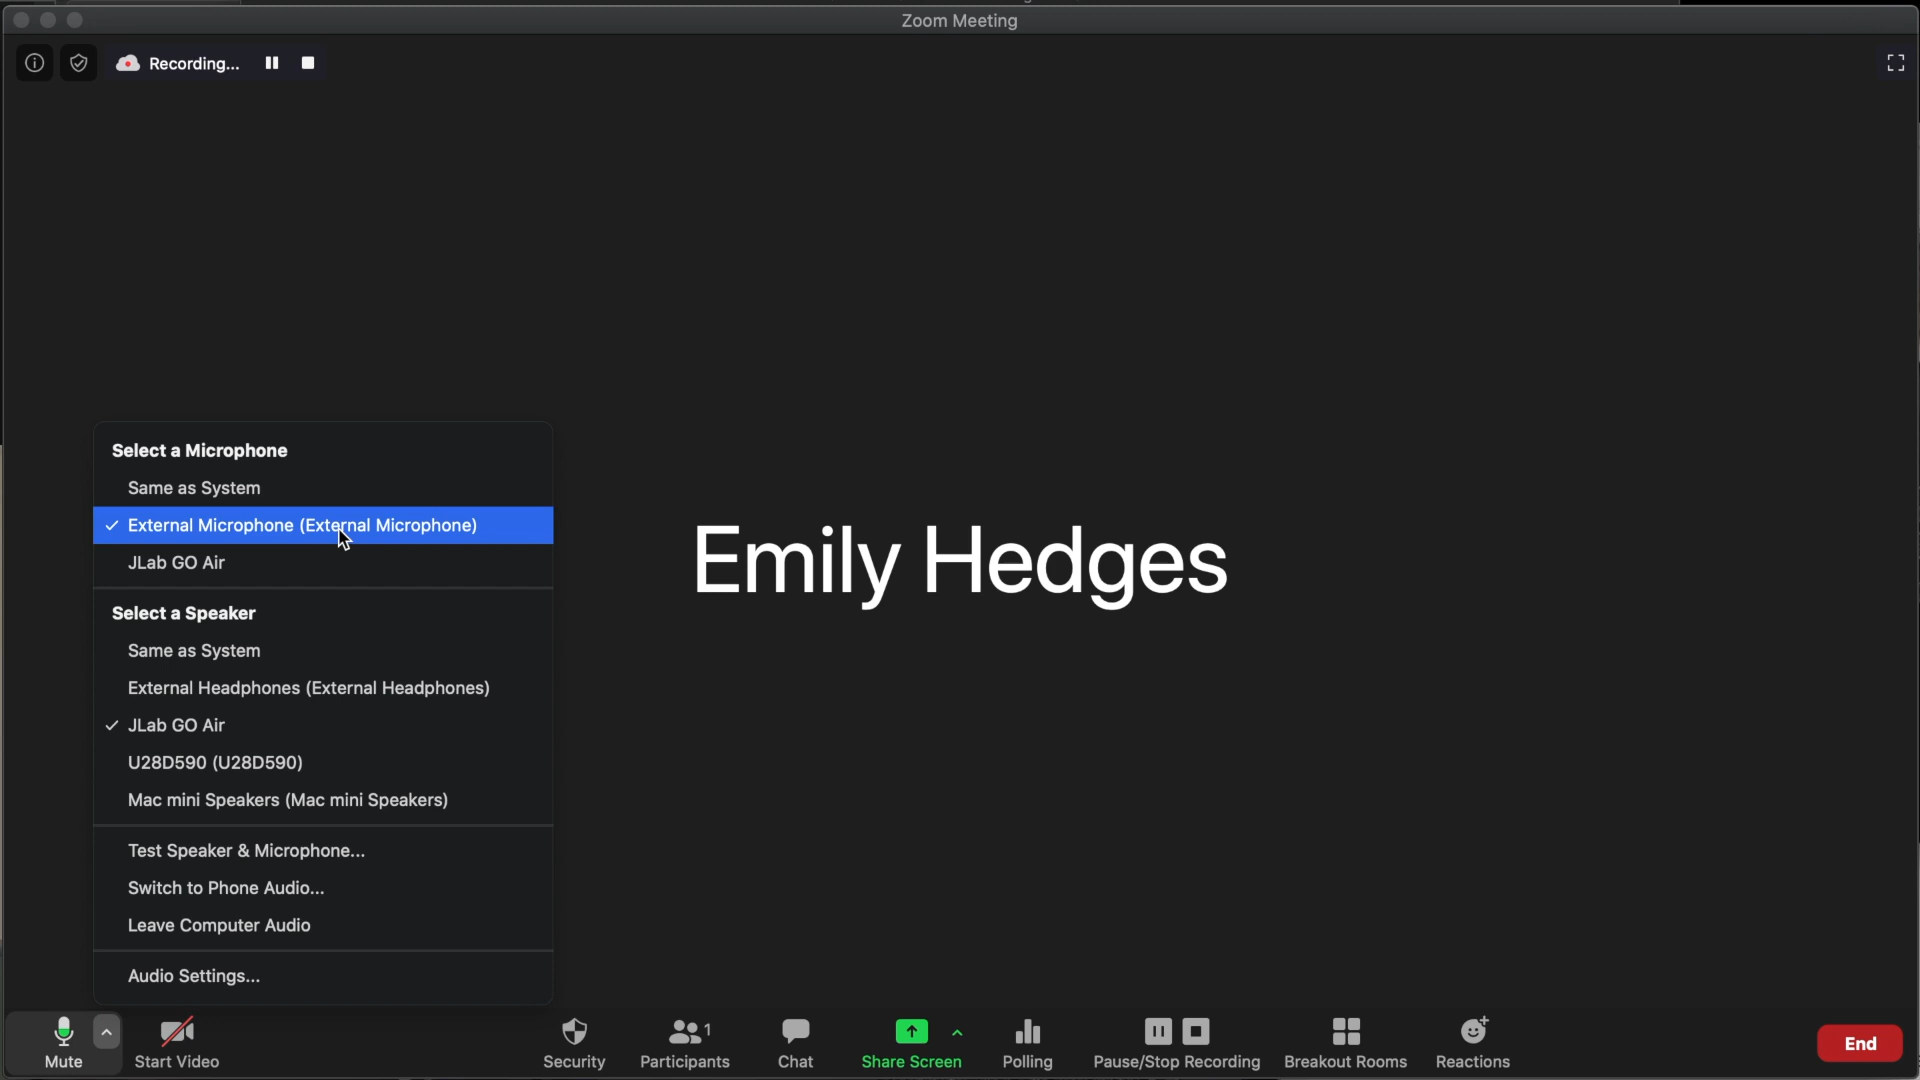 Zoom Meeting
Recording...
Select a Microphone
Same as System
✓ External Microphone (External Microphone)
JLab GO Air
Select a Speaker
Same as System
External Headphones (External Headphones)
✓ JLab GO Air
U28D590 (U28D590)
Mac mini Speakers (Mac mini Speakers)
Test Speaker & Microphone...
Switch to Phone Audio...
Leave Computer Audio
Audio Settings...
Emily Hedges
Mute
Start Video
Security
1
Participants
Chat
Share Screen
Polling
Pause/Stop Recording
Breakout Rooms
Reactions
End